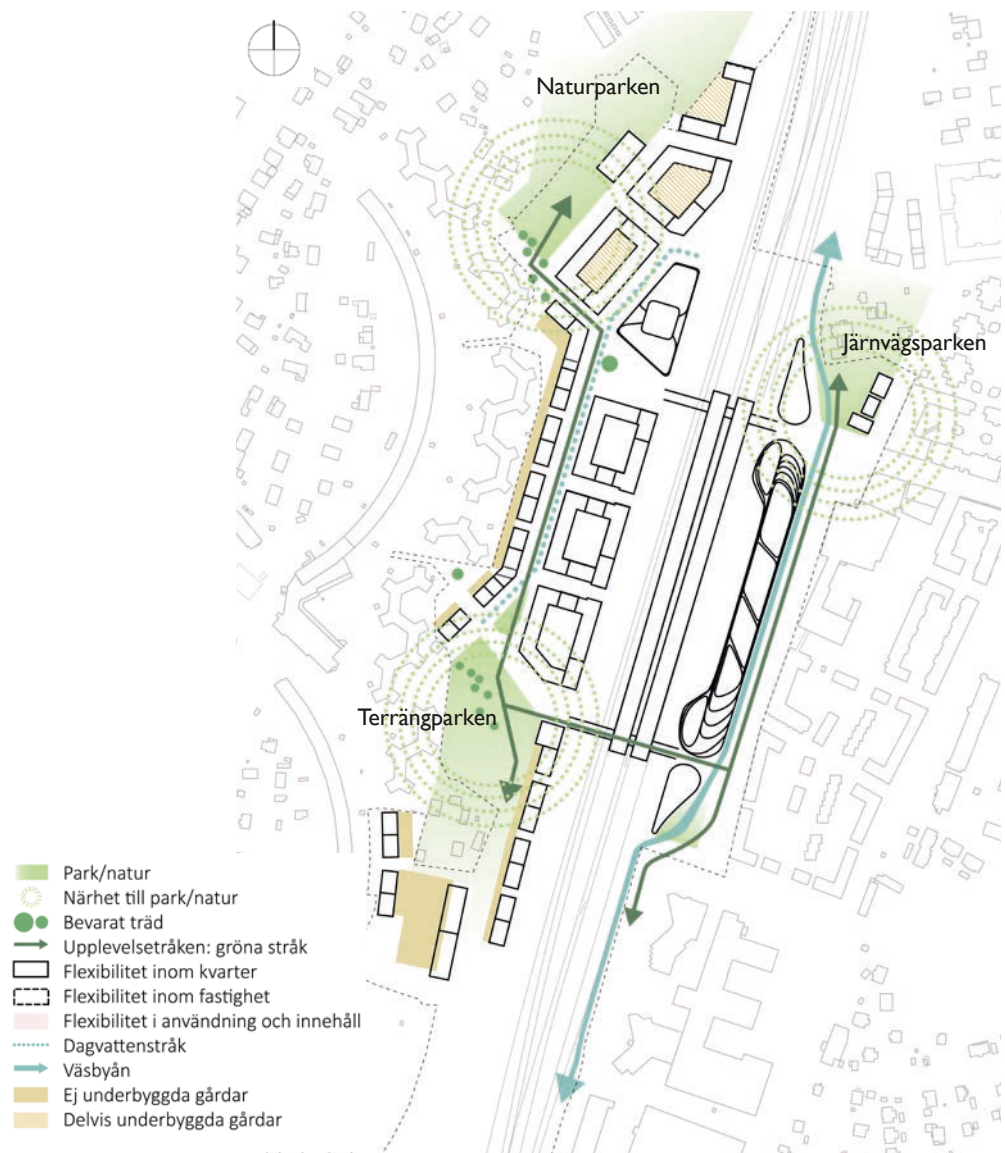 Naturparken
Järnvägsparken
Terrängparken
Park/natur
Närhet till park/natur
Bevarat träd
Upplevelsetråken: gröna stråk
Flexibilitet inom kvarter
Flexibilitet inom fastighet
Flexibilitet i användning och innehåll
Dagvattenstråk
Väsbyån
Ej underbyggda gårdar
Delvis underbyggda gårdar